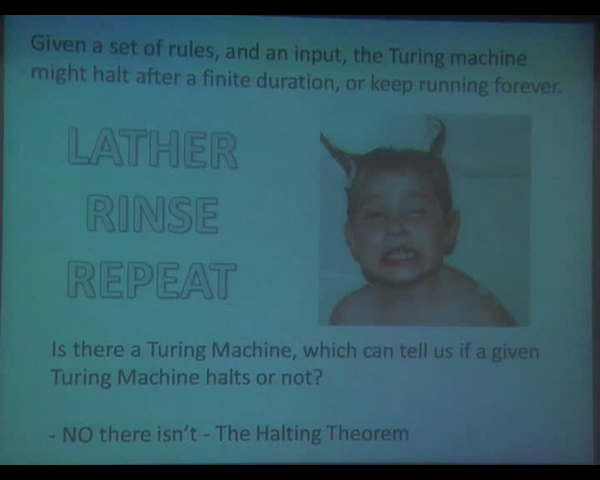 Given a set of rules, and an input, the Turing machine
might halt after a finite duration, or keep running forever.
LATHER
RINSE
REPEAT
Is there a Turing Machine, which can tell us if a given
Turing Machine halts or not?
- NO there isn't - The Halting Theorem